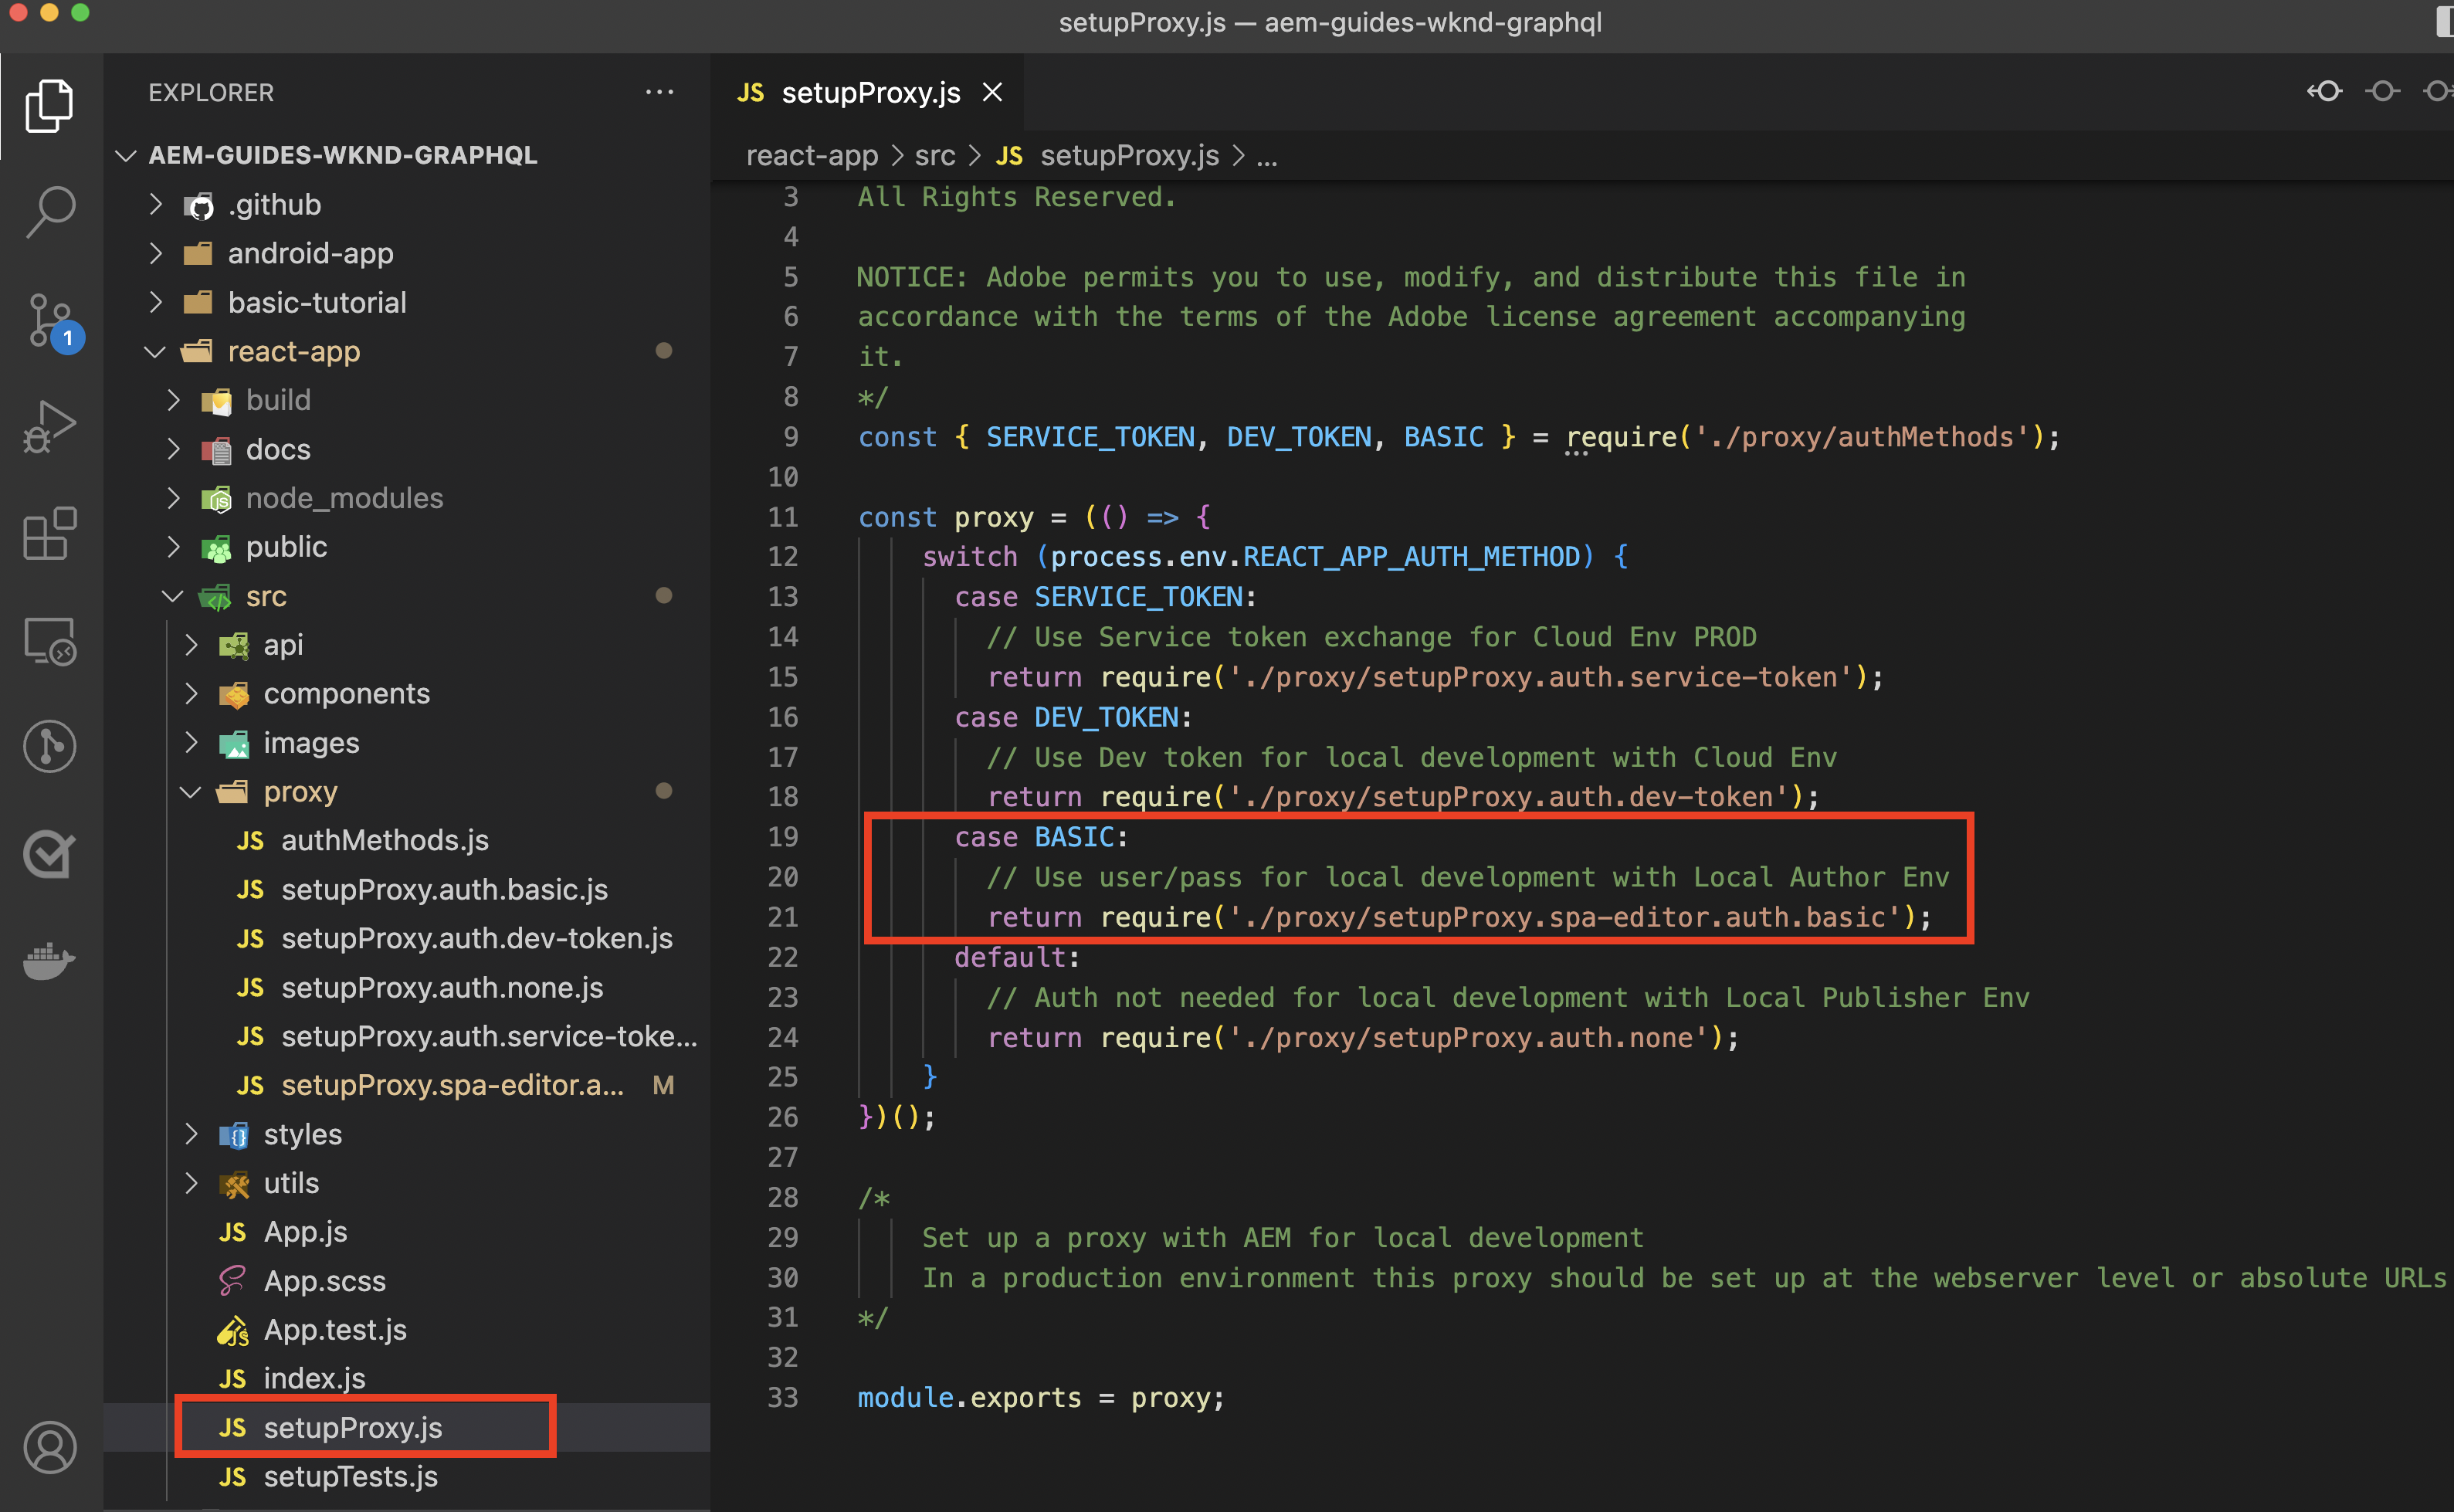 setupProxy.js — aem-guides-wknd-graphql
EXPLORER
AEM-GUIDES-WKND-GRAPHQL
.github
android-app
basic-tutorial
react-app
build
docs
node_modules
public
src
api
components
images
proxy
JS authMethods.js
JS setupProxy.auth.basic.js
JS setupProxy.auth.dev-token.js
JS setupProxy.auth.none.js
JS setupProxy.auth.service-toke...
JS setupProxy.spa-editor.a... M
styles
utils
JS App.js
App.scss
App.test.js
JS index.js
JS setupProxy.js
JS setupTests.js
1
JS setupProxy.js
react-app > src > JS setupProxy.js > ...
3 All Rights Reserved.
4
5 NOTICE: Adobe permits you to use, modify, and distribute this file in
6 accordance with the terms of the Adobe license agreement accompanying
7 it.
8 */
9 const { SERVICE_TOKEN, DEV_TOKEN, BASIC } = require('./proxy/authMethods');
10
11 const proxy = (() => {
12 switch (process.env.REACT_APP_AUTH_METHOD) {
13 case SERVICE_TOKEN:
14 // Use Service token exchange for Cloud Env PROD
15 return require('./proxy/setupProxy.auth.service-token');
16 case DEV_TOKEN:
17 // Use Dev token for local development with Cloud Env
18 return require('./proxy/setupProxy.auth.dev-token');
19 case BASIC:
20 // Use user/pass for local development with Local Author Env
21 return require('./proxy/setupProxy.spa-editor.auth.basic');
22 default:
23 // Auth not needed for local development with Local Publisher Env
24 return require('./proxy/setupProxy.auth.none');
25 }
26 })();
27
28 /*
29 Set up a proxy with AEM for local development
30 In a production environment this proxy should be set up at the webserver level or absolute URLs
31 */
32
33 module.exports = proxy;